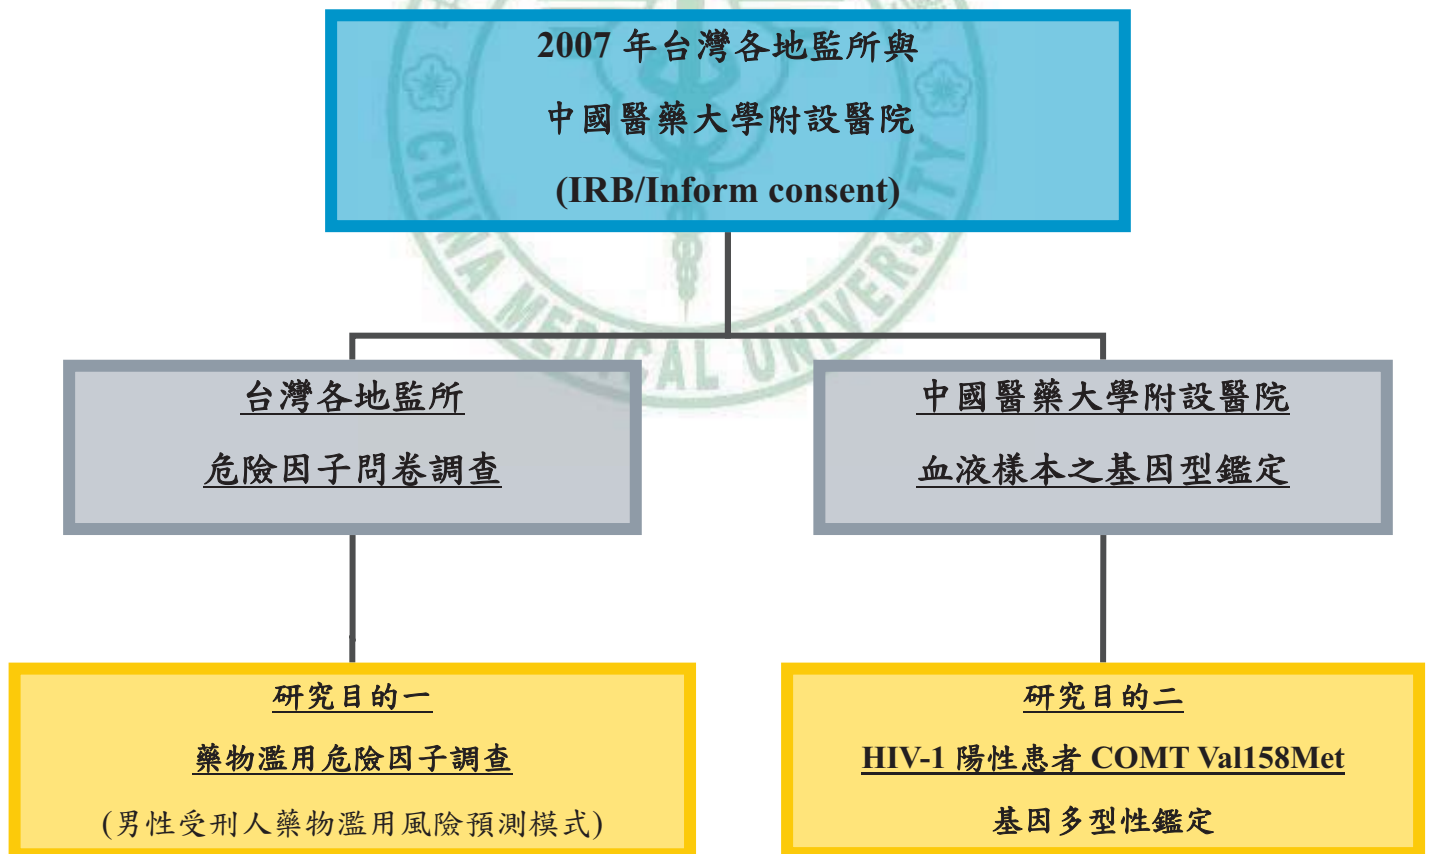 2007 年台灣各地監所與
中國醫藥大學附設醫院
(IRB/Inform consent)
台灣各地監所
危險因子問卷調查
中國醫藥大學附設醫院
血液樣本之基因型鑑定
研究目的一
藥物濫用危險因子調查
(男性受刑人藥物濫用風險預測模式)
研究目的二
HIV-1 陽性患者 COMT Val158Met
基因多型性鑑定
CHINA MEDICAL UNIVERSITY